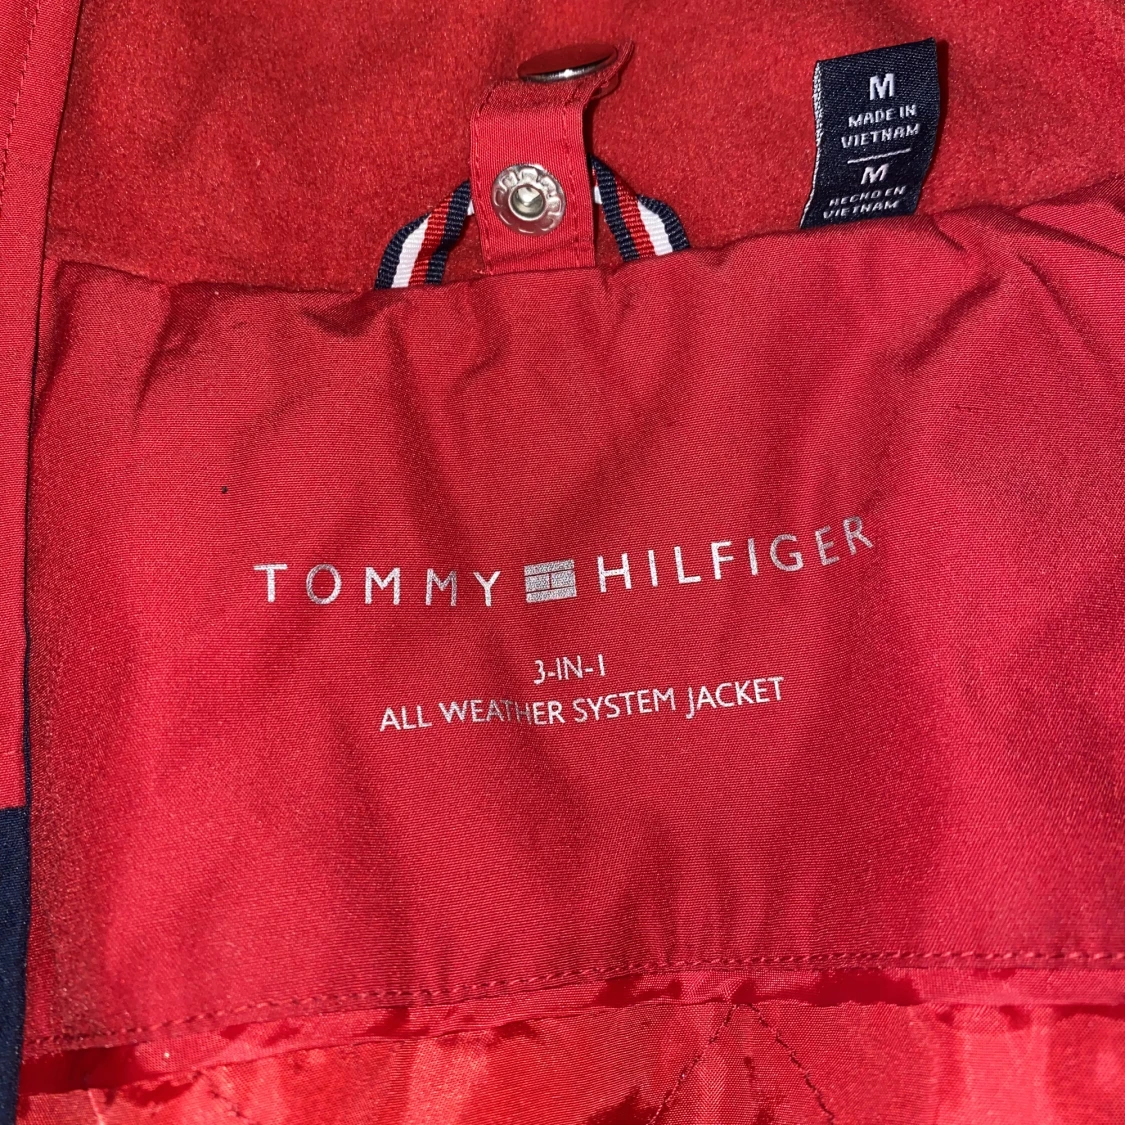 M
MADE IN
VIETNAM
M
HECHO EN
VIETNAM
TOMMY HILFIGER
3-IN-1
ALL WEATHER SYSTEM JACKET